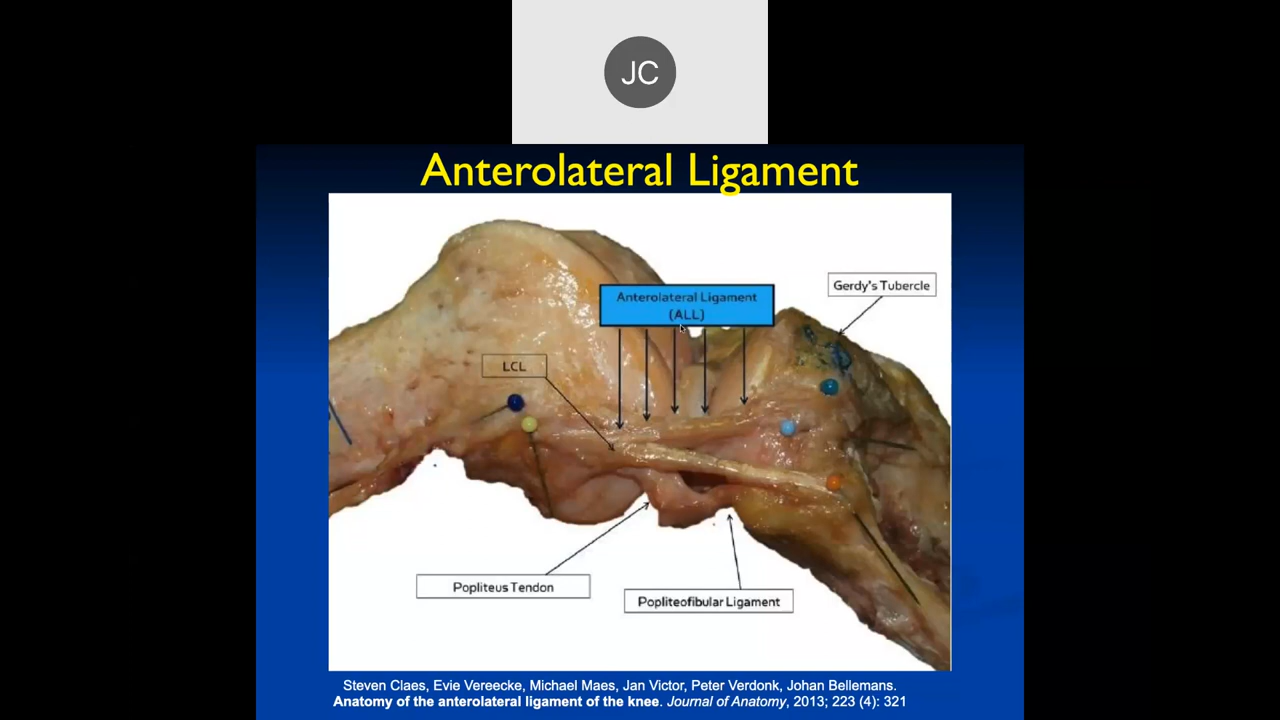 JC
Anterolateral Ligament
Anterolateral Ligament
(ALL)
Gerdy's Tubercle
LCL
Popliteus Tendon
Popliteofibular Ligament
Steven Claes, Evie Vereecke, Michael Maes, Jan Victor, Peter Verdonk, Johan Bellemans.
Anatomy of the anterolateral ligament of the knee. Journal of Anatomy, 2013; 223 (4): 321